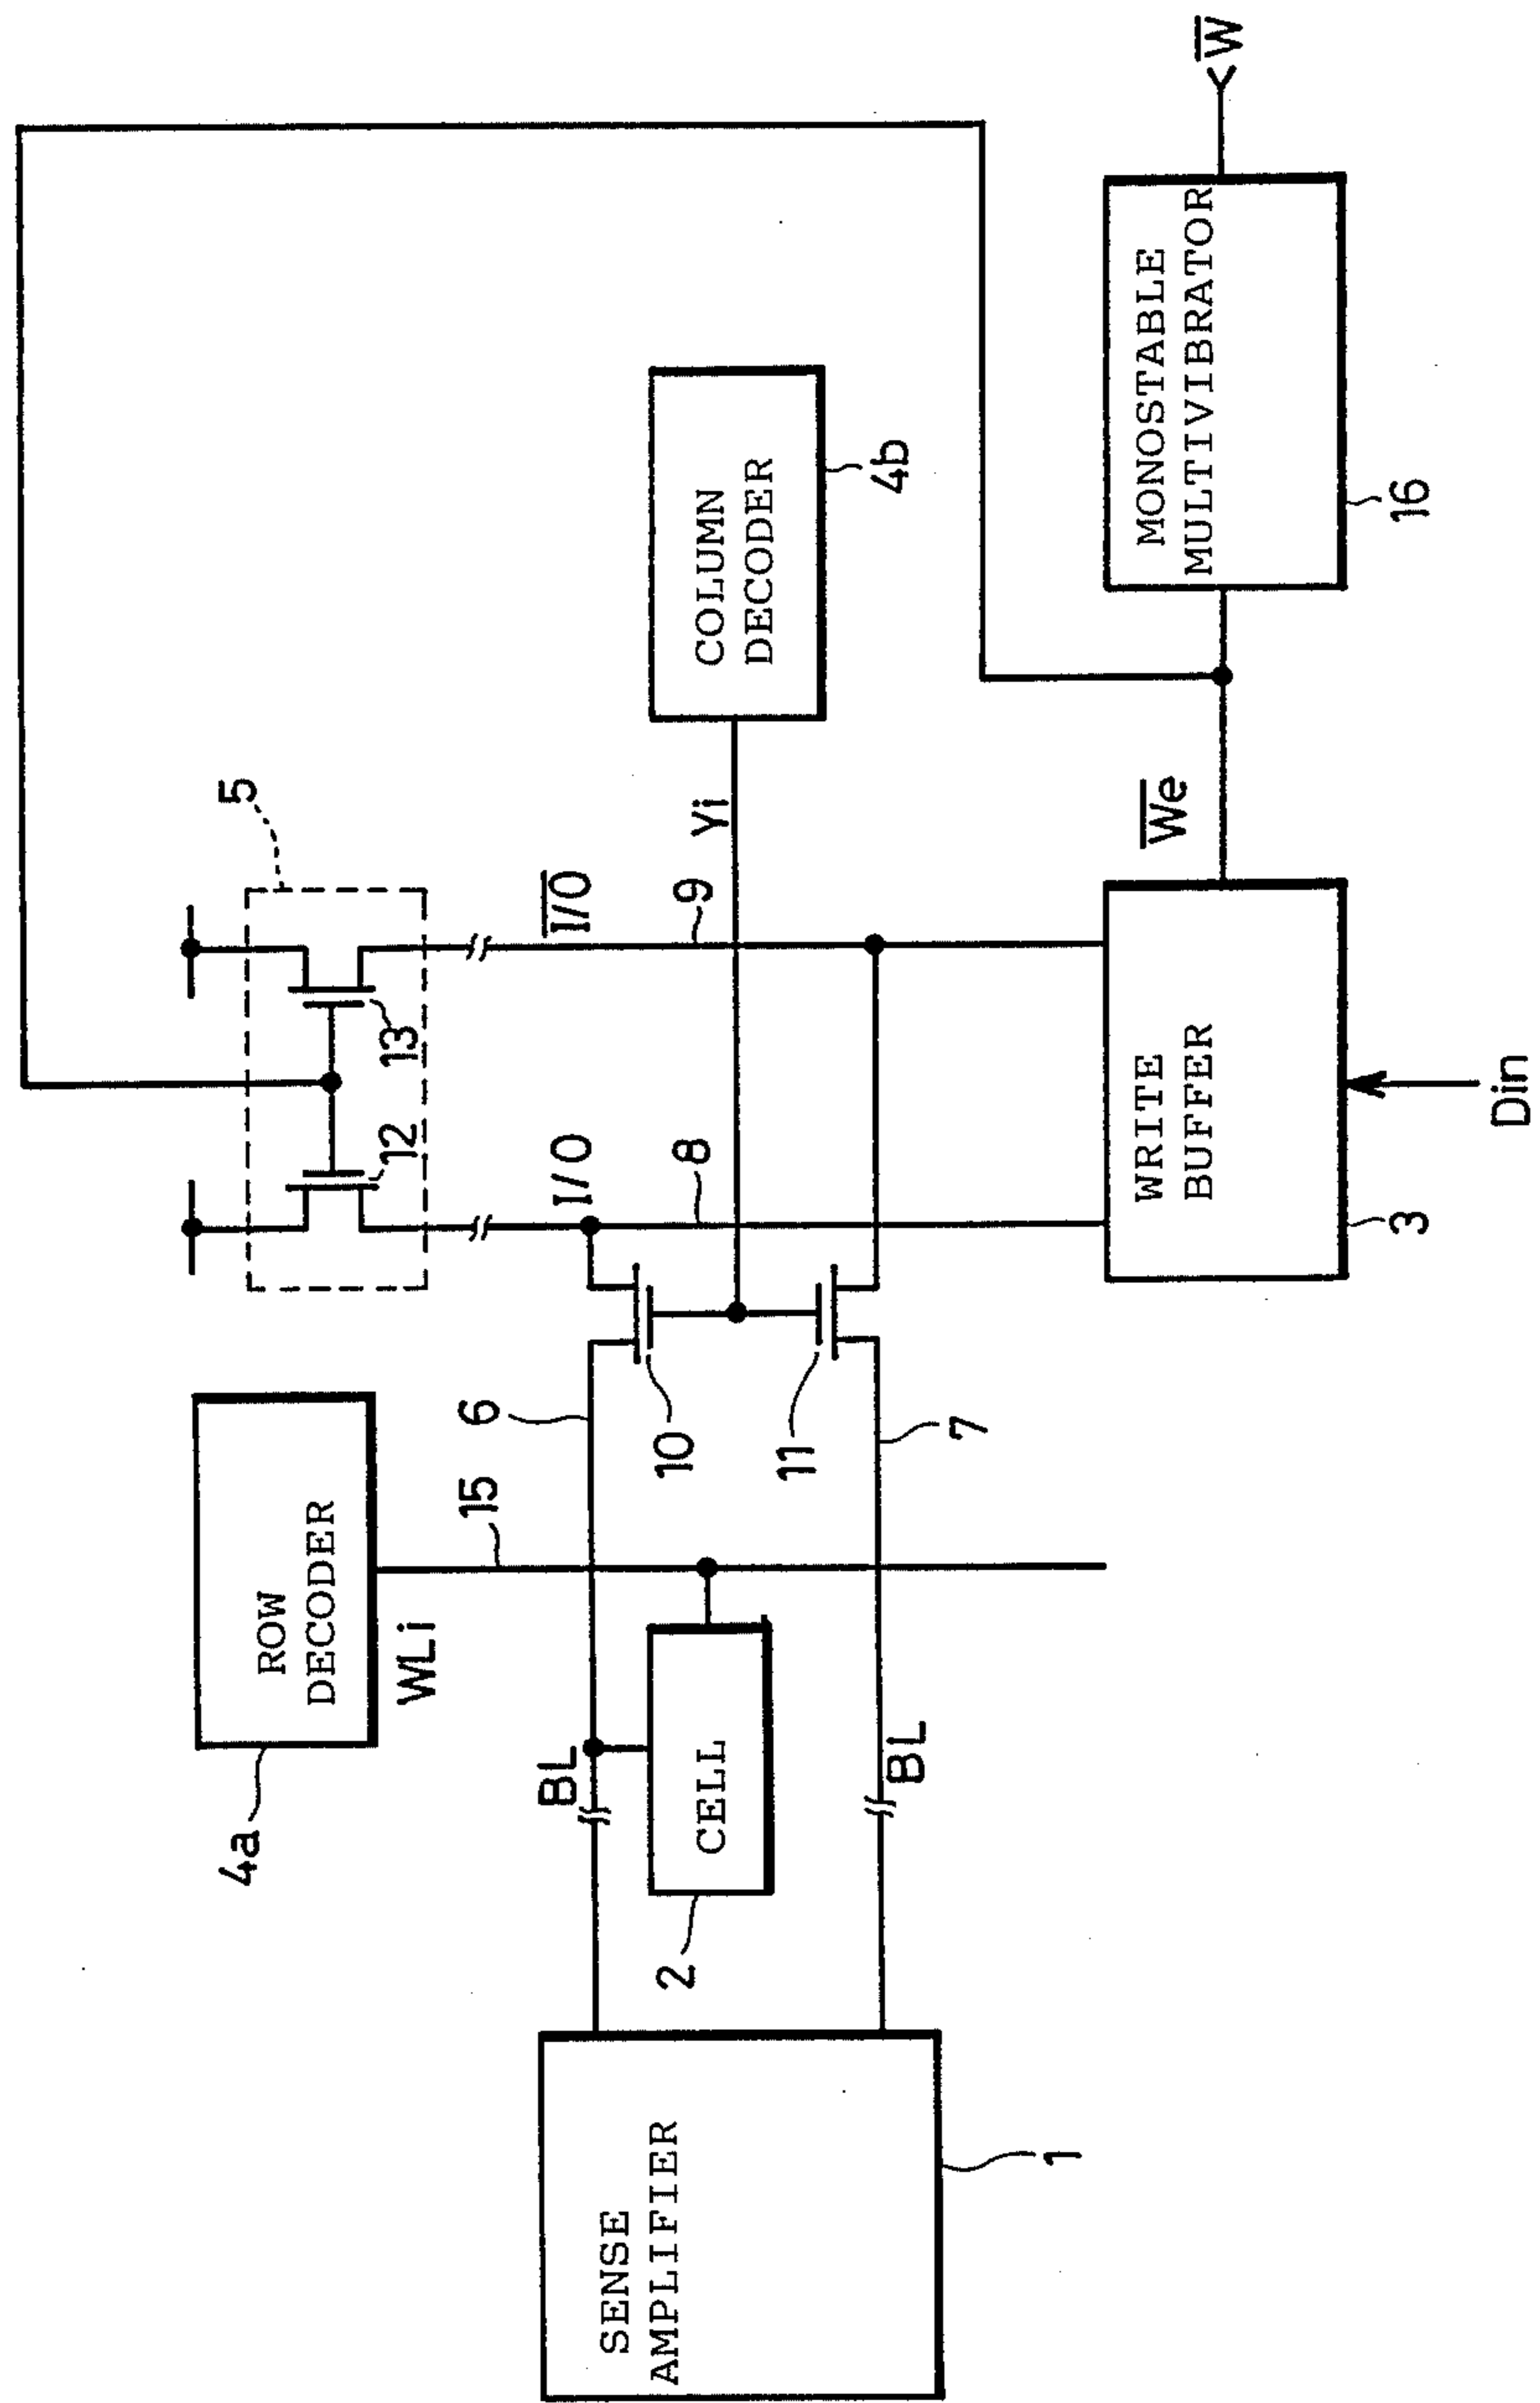 4a
ROW
DECODER
5
12
13
WLi
15
6
BL
I/O
I̅/̅O̅
SENSE
AMPLIFIER
2
CELL
10
8
9
Yi
COLUMN
DECODER
4b
11
BL
7
1
WRITE
BUFFER
W̅e̅
MONOSTABLE
MULTIVIBRATOR
W̅
3
16
Din